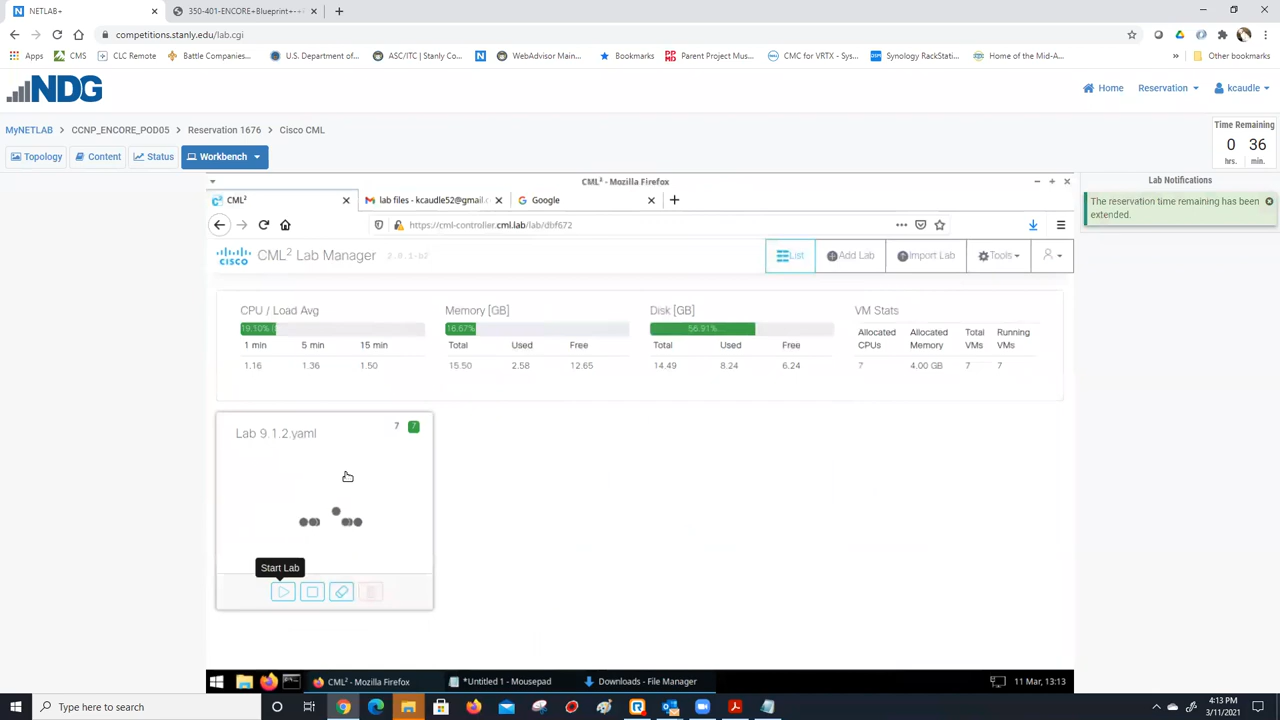 NETLAB+
350-401-ENCORE+Blueprint+-+
competitions.stanly.edu/lab.cgi
Apps
CMS
CLC Remote
Battle Companies...
U.S. Department of...
ASC/ITC | Stanly Co...
WebAdvisor Main...
Bookmarks
Parent Project Mus...
CMC for VRTX - Sys...
Synology RackStati...
Home of the Mid-A...
»
Other bookmarks
NDG
Home
Reservation
kcaudle
MyNETLAB > CCNP_ENCORE_POD05 > Reservation 1676 > Cisco CML
Time Remaining
0 36
hrs. min.
Topology
Content
Status
Workbench
Lab Notifications
The reservation time remaining has been extended.
CML² - Mozilla Firefox
CML²
lab files - kcaudle52@gmail.c
Google
https://cml-controller.cml.lab/lab/dbf672
CISCO
CML² Lab Manager
List
Add Lab
Import Lab
Tools
CPU / Load Avg
19.10%
1 min 5 min 15 min
1.16 1.36 1.50
Memory [GB]
16.67%
Total Used Free
15.50 2.58 12.65
Disk [GB]
56.91%
Total Used Free
14.49 8.24 6.24
VM Stats
Allocated CPUs Allocated Memory Total VMs Running VMs
7 4.00 GB 7 7
Lab 9.1.2.yaml
7 7
Start Lab
CML² - Mozilla Firefox
*Untitled 1 - Mousepad
Downloads - File Manager
11 Mar, 13:13
Type here to search
4:13 PM
3/11/2021